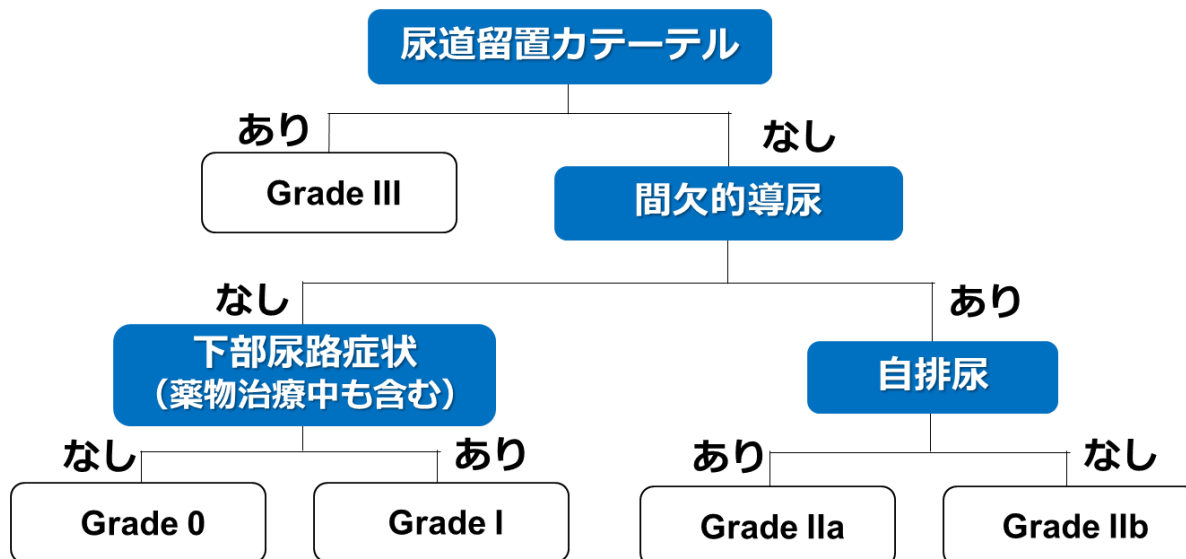 尿道留置カテーテル
あり
なし
Grade III
間欠的導尿
なし
あり
下部尿路症状
（薬物治療中も含む）
自排尿
なし
あり
あり
なし
Grade 0
Grade I
Grade IIa
Grade IIb